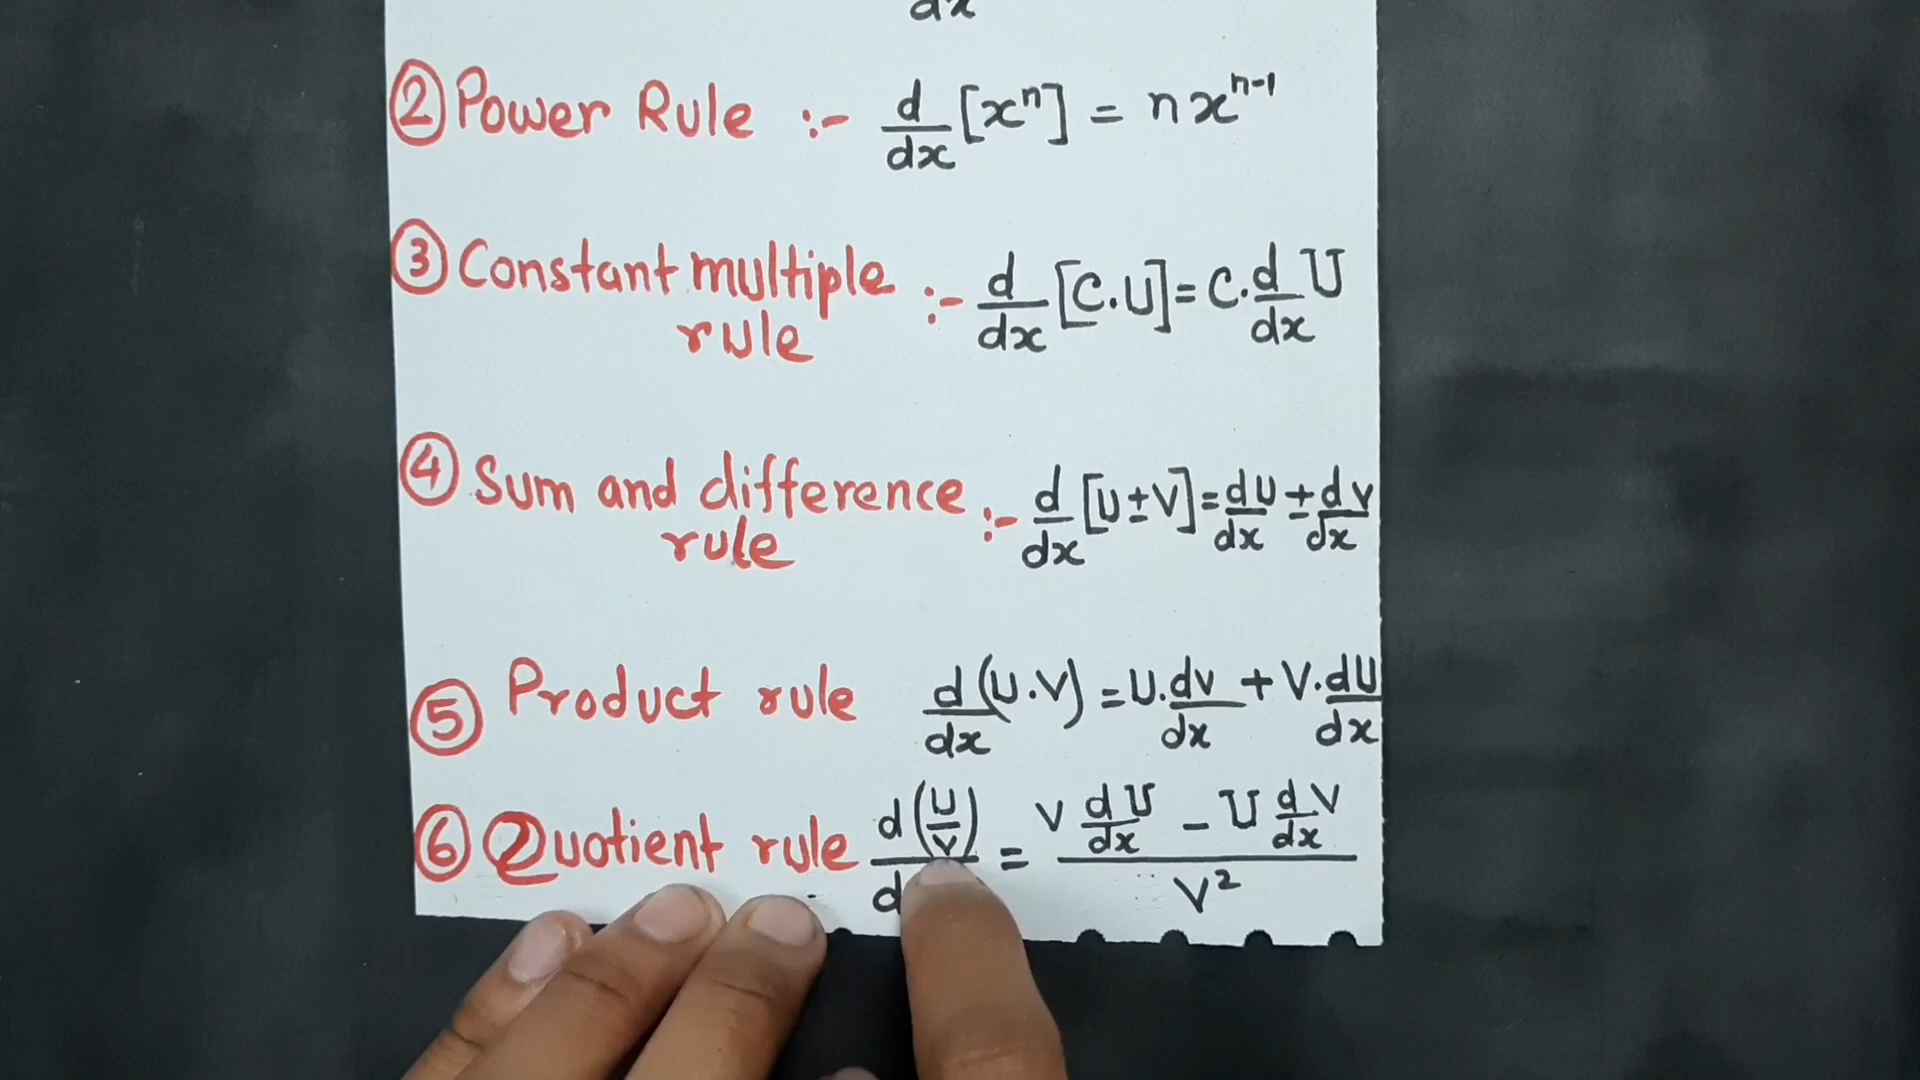 dx
② Power Rule :- d/dx [xⁿ] = nxⁿ⁻¹
③ Constant multiple rule :- d/dx [C.U] = C. d/dx U
④ Sum and difference rule :- d/dx [U±V] = dU/dx ± dV/dx
⑤ Product rule d/dx (U.V) = U. dv/dx + V. dU/dx
⑥ Quotient rule d(U/V)/d = (V dU/dx - U dV/dx)/V²